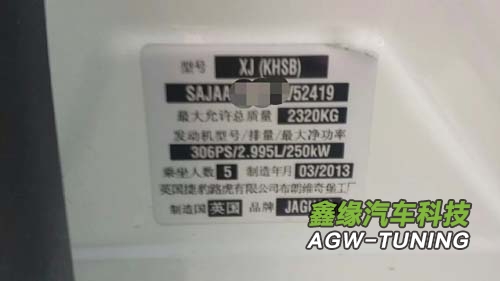 型号 XJ (KHSB)
SAJAA V52419
最大允许总质量 2320KG
发动机型号/排量/最大净功率
306PS/2.995L/250kW
乘坐人数 5 制造年月 03/2013
英国捷豹路虎有限公司布朗维奇堡工厂
制造国 英国 品牌
鑫缘汽车科技
AGW-TUNING